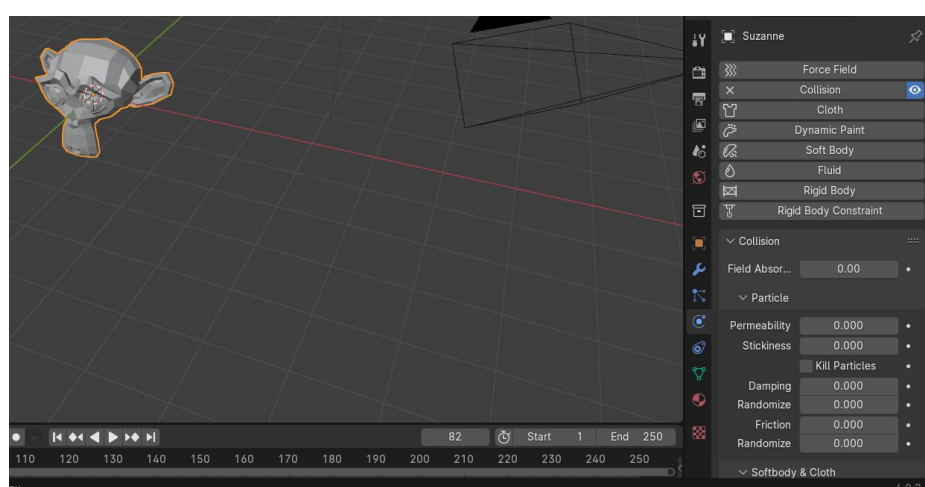 Suzanne
Force Field
Collision
Cloth
Dynamic Paint
Soft Body
Fluid
Rigid Body
Rigid Body Constraint
Collision
Field Absor... 0.00
Particle
Permeability 0.000
Stickiness 0.000
Kill Particles
Damping 0.000
Randomize 0.000
Friction 0.000
Randomize 0.000
Softbody & Cloth
82 Start 1 End 250
110 120 130 140 150 160 170 180 190 200 210 220 230 240 250